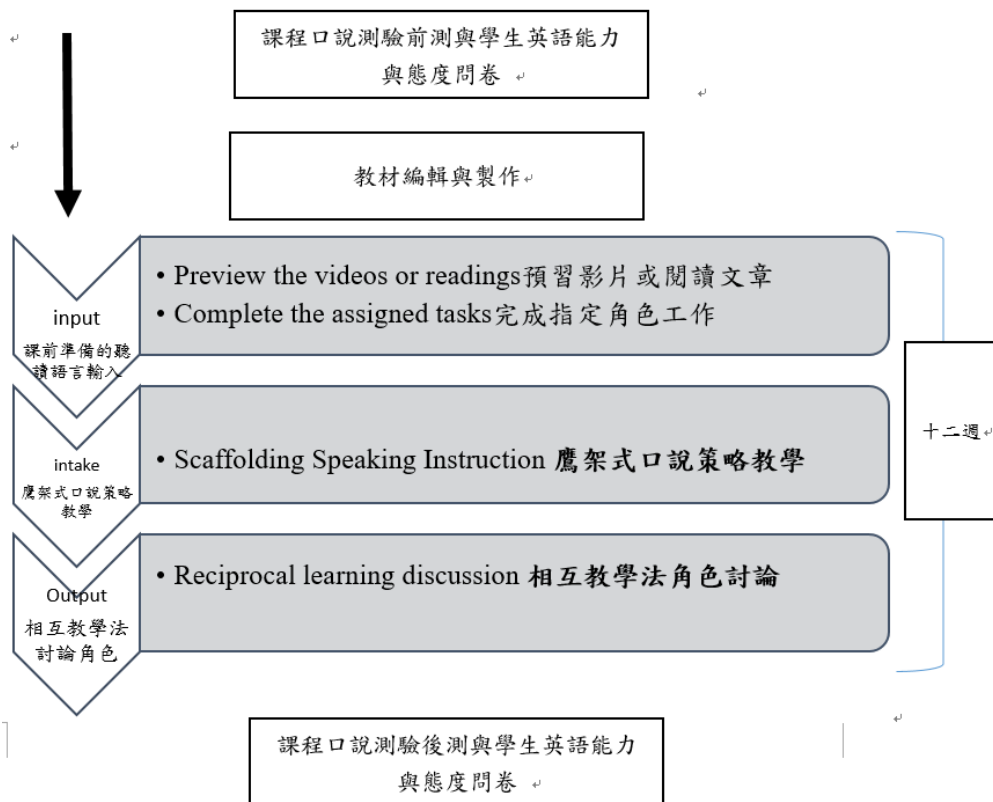 課程口說測驗前測與學生英語能力
與態度問卷
教材編輯與製作
input
課前準備的聽
讀語言輸入
• Preview the videos or readings預習影片或閱讀文章
• Complete the assigned tasks完成指定角色工作
intake
鷹架式口說策略
教學
• Scaffolding Speaking Instruction 鷹架式口說策略教學
Output
相互教學法
討論角色
• Reciprocal learning discussion 相互教學法角色討論
十二週
課程口說測驗後測與學生英語能力
與態度問卷